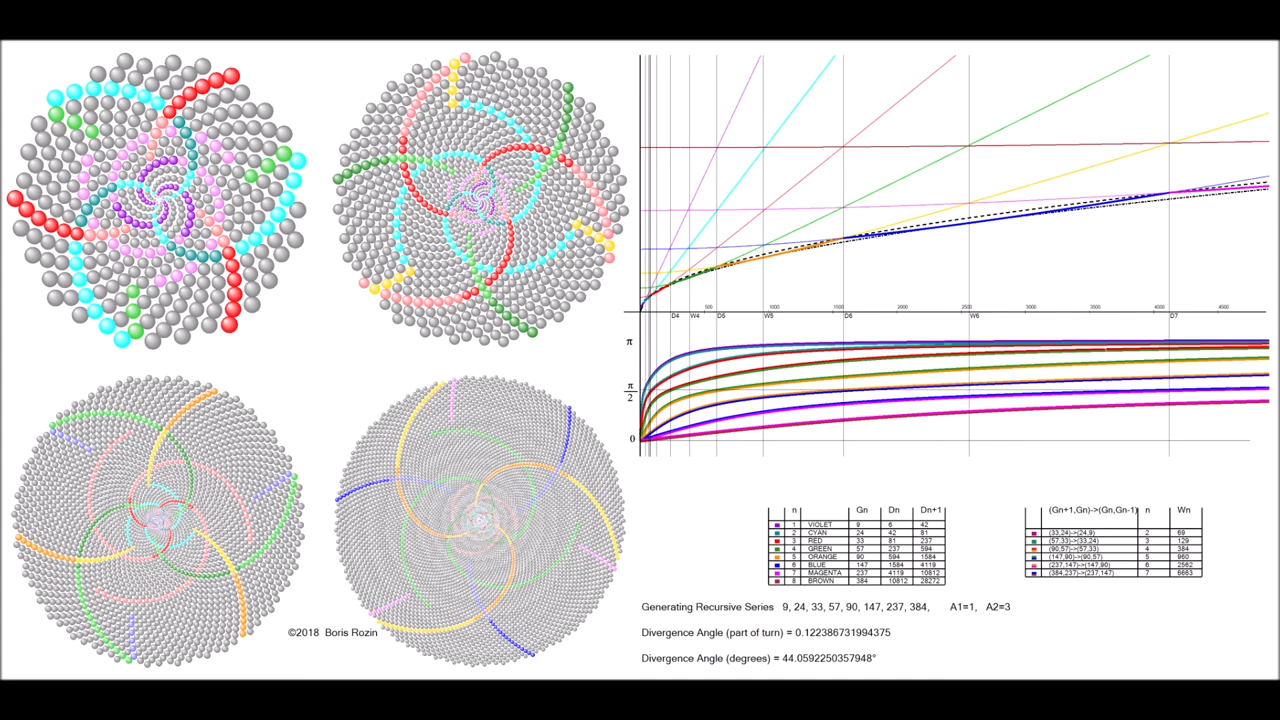 500 1000 1500 2000 2500 3000 3500 4000 4500
D4 W4 D5 W5 D6 W6 D7
π
π
2
0
n Gn Dn Dn+1
1 VIOLET 9 6 42
2 CYAN 24 42 81
3 RED 33 81 237
4 GREEN 57 237 594
5 ORANGE 90 594 1584
6 BLUE 147 1584 4119
7 MAGENTA 237 4119 10812
8 BROWN 384 10812 28272
(Gn+1,Gn)->(Gn,Gn-1) n Wn
(33,24)->(24,9) 2 69
(57,33)->(33,24) 3 129
(90,57)->(57,33) 4 384
(147,90)->(90,57) 5 960
(237,147)->(147,90) 6 2562
(384,237)->(237,147) 7 6663
Generating Recursive Series 9, 24, 33, 57, 90, 147, 237, 384, A1=1, A2=3
©2018 Boris Rozin
Divergence Angle (part of turn) = 0.122386731994375
Divergence Angle (degrees) = 44.0592250357948°